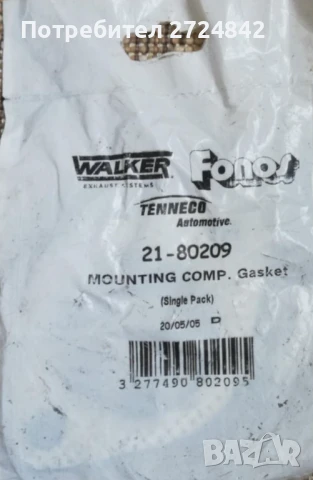 Потребител 2724842
WALKER®
EXHAUST SYSTEMS
Fonos
TENNECO
Automotive
21-80209
MOUNTING COMP. Gasket
(Single Pack)
20/05/05
3 277490 802095
BAZAR